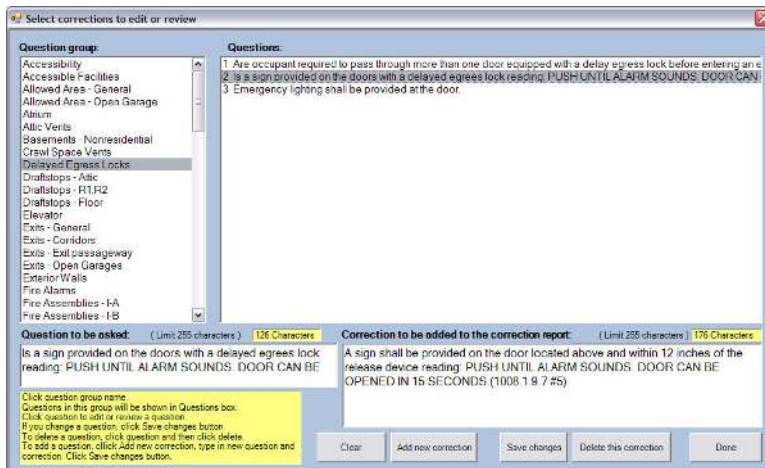 Select corrections to edit or review
Question group:
Accessibility
Accessible Facilities
Allowed Area - General
Allowed Area - Open Garage
Atrium
Attic Vents
Basements - Nonresidential
Crawl Space Vents
Delayed Egress Locks
Draftstops - Attic
Draftstops - R1,R2
Draftstops - Floor
Elevator
Exits - General
Exits - Corridors
Exits - Exit passageway
Exits - Open Garages
Exterior Walls
Fire Alarms
Fire Assemblies - I-A
Fire Assemblies - I-B
Questions:
1 Are occupant required to pass through more than one door equipped with a delay egress lock before entering an e
2 Is a sign provided on the doors with a delayed egrees lock reading: PUSH UNTIL ALARM SOUNDS. DOOR CAN
3 Emergency lighting shall be provided at the door.
Question to be asked: ( Limit 255 characters ) 126 Characters
Is a sign provided on the doors with a delayed egrees lock
reading: PUSH UNTIL ALARM SOUNDS. DOOR CAN BE
Correction to be added to the correction report: ( Limit 255 characters ) 176 Characters
A sign shall be provided on the door located above and within 12 inches of the
release device reading: PUSH UNTIL ALARM SOUNDS. DOOR CAN BE
OPENED IN 15 SECONDS (1008.1.9.7 #5)
Click question group name.
Questions in this group will be shown in Questions box.
Click question to edit or review a question.
If you change a question, click Save changes button.
To delete a question, click question and then click delete.
To add a question, cllick Add new correction, type in new question and
correction. Click Save changes button.
Clear
Add new correction
Save changes
Delete this correction
Done